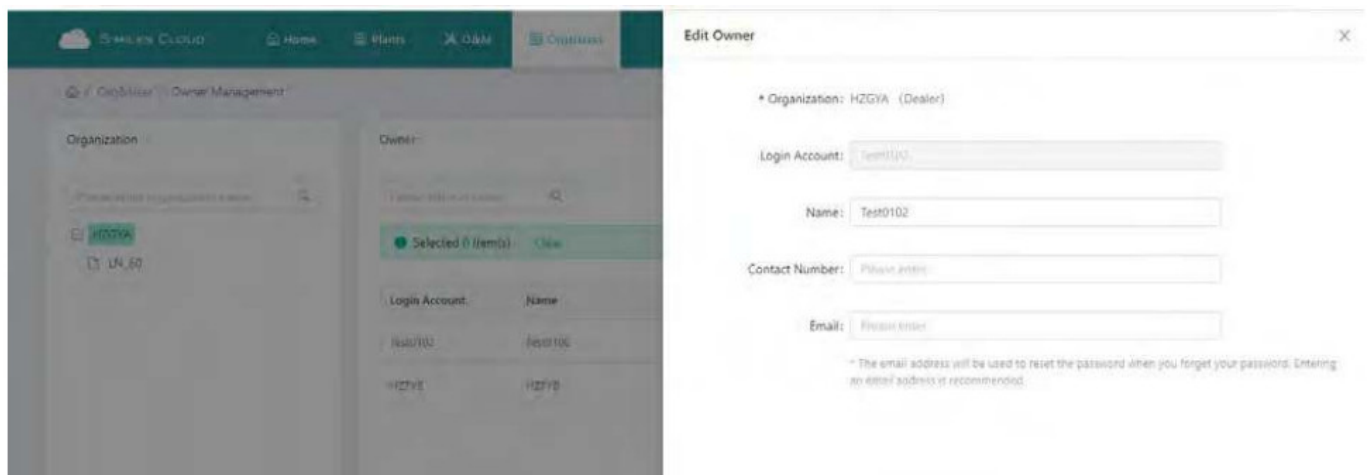 Home
Plants
O&M
Edit Owner
Owner Management
Organization
Owner
* Organization: HZGYA (Dealer)
Login Account:
Name: Test0102
Contact Number: Please enter
Email: Please enter
* The email address will be used to reset the password when you forget your password. Entering
an email address is recommended.
HZGYA
LN_60
Selected 0 item(s) Clear
Login Account
Name